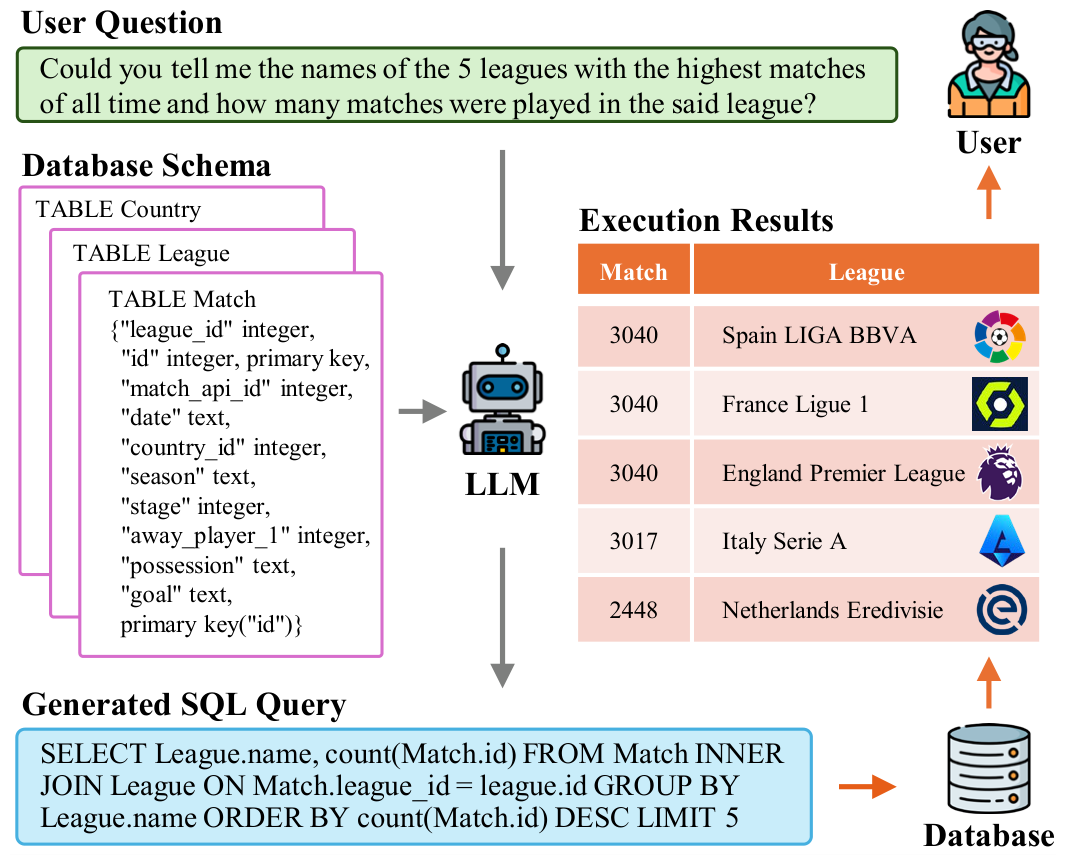 User Question
Could you tell me the names of the 5 leagues with the highest matches
of all time and how many matches were played in the said league?
User
Database Schema
TABLE Country
TABLE League
TABLE Match
{"league_id" integer,
"id" integer, primary key,
"match_api_id" integer,
"date" text,
"country_id" integer,
"season" text,
"stage" integer,
"away_player_1" integer,
"possession" text,
"goal" text,
primary key("id")}
LLM
Execution Results
Match League
3040 Spain LIGA BBVA
3040 France Ligue 1
3040 England Premier League
3017 Italy Serie A
2448 Netherlands Eredivisie
Generated SQL Query
SELECT League.name, count(Match.id) FROM Match INNER
JOIN League ON Match.league_id = league.id GROUP BY
League.name ORDER BY count(Match.id) DESC LIMIT 5
Database